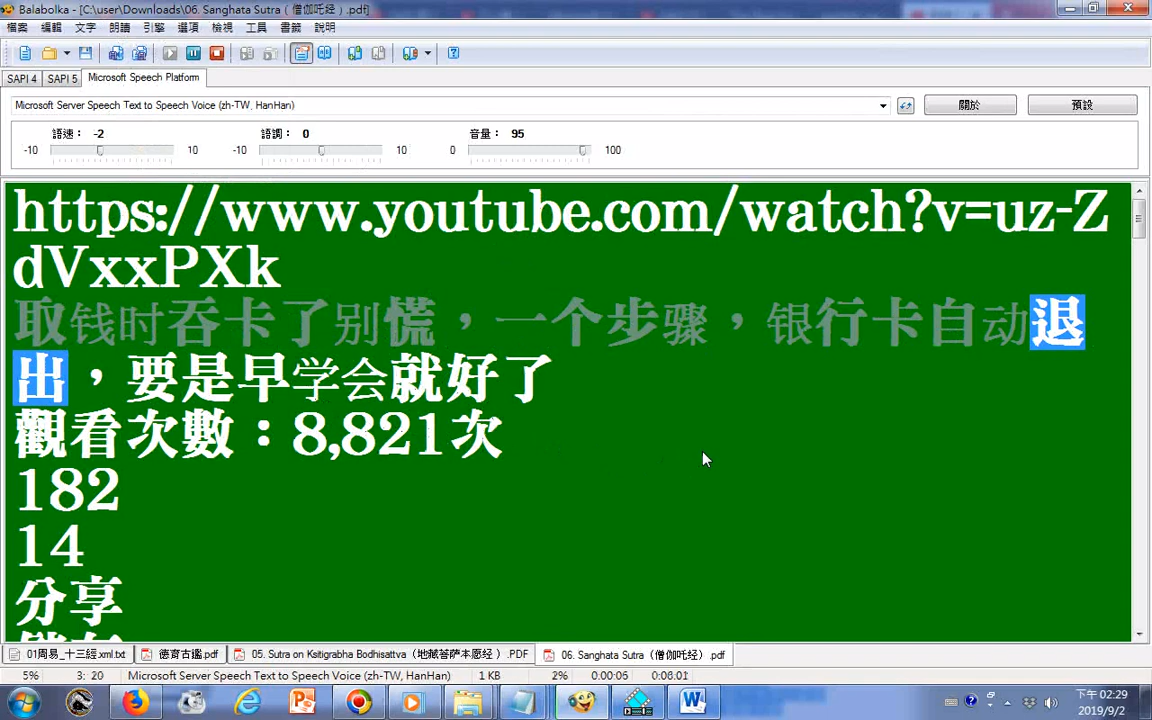 Balabolka - [C:\user\Downloads\06. Sanghata Sutra（僧伽吒经）.pdf]
檔案 編輯 文字 朗讀 引擎 選項 檢視 工具 書籤 說明
SAPI 4 SAPI 5 Microsoft Speech Platform
Microsoft Server Speech Text to Speech Voice (zh-TW, HanHan) 關於 預設
語速： -2 語調： 0 音量： 95
-10 10 -10 10 0 100
https://www.youtube.com/watch?v=uz-Z
dVxxPXk
取钱时吞卡了别慌，一个步骤，银行卡自动退
出，要是早学会就好了
觀看次數：8,821次
182
14
分享
01周易_十三經.xml.txt 德育古鑑.pdf 05. Sutra on Ksitigrabha Bodhisattva（地藏菩萨本愿经）.PDF 06. Sanghata Sutra（僧伽吒经）.pdf
5% 3: 20 Microsoft Server Speech Text to Speech Voice (zh-TW, HanHan) 1 KB 2% 0:00:06 0:08:01
下午 02:29
2019/9/2